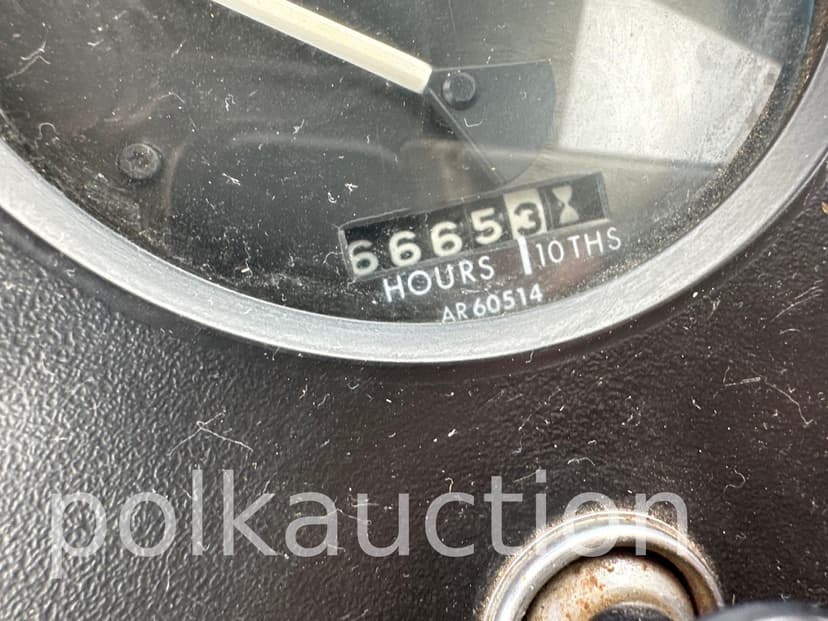 66653
HOURS 10THS
AR60514
polkauction